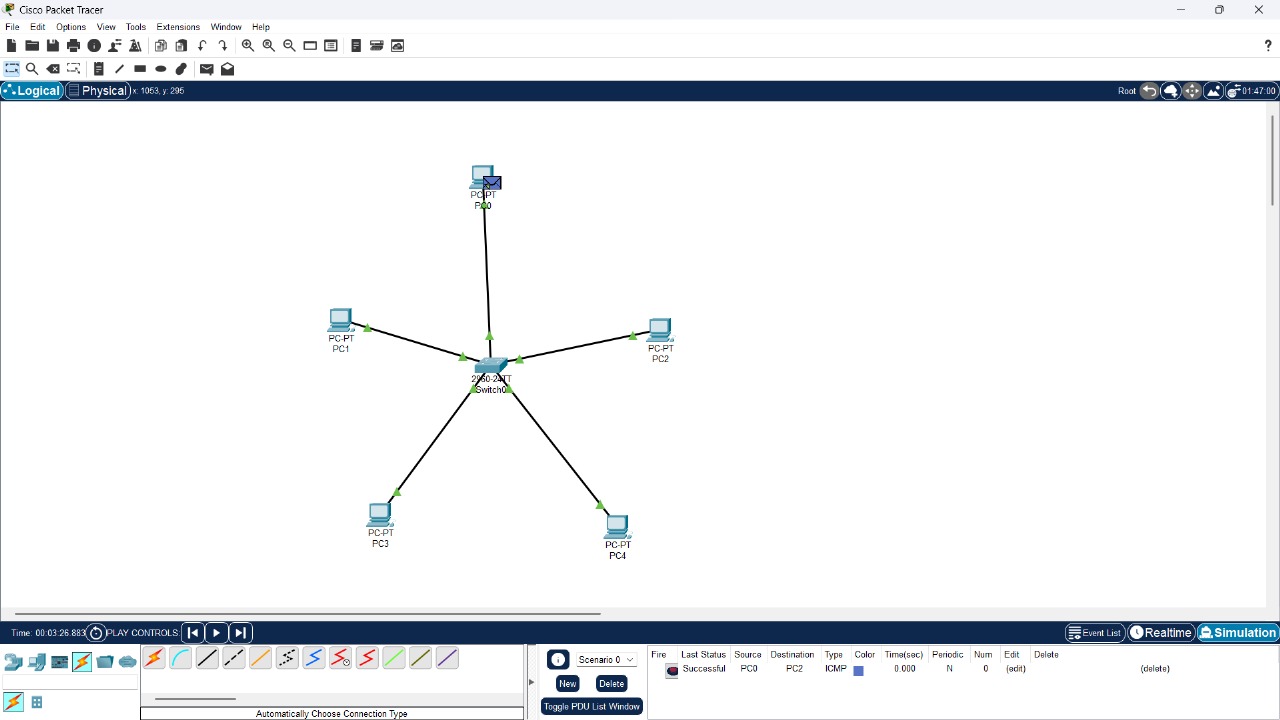 Cisco Packet Tracer
File Edit Options View Tools Extensions Window Help
?
Logical Physical x: 1053, y: 295 Root 01:47:00
PC-PT
PC0
PC-PT
PC1
PC-PT
PC2
2950-24TT
Switch0
PC-PT
PC3
PC-PT
PC4
Time: 00:03:26.883 PLAY CONTROLS: Event List Realtime Simulation
Scenario 0
New Delete
Toggle PDU List Window
Fire Last Status Source Destination Type Color Time(sec) Periodic Num Edit Delete
Successful PC0 PC2 ICMP 0.000 N 0 (edit) (delete)
Automatically Choose Connection Type